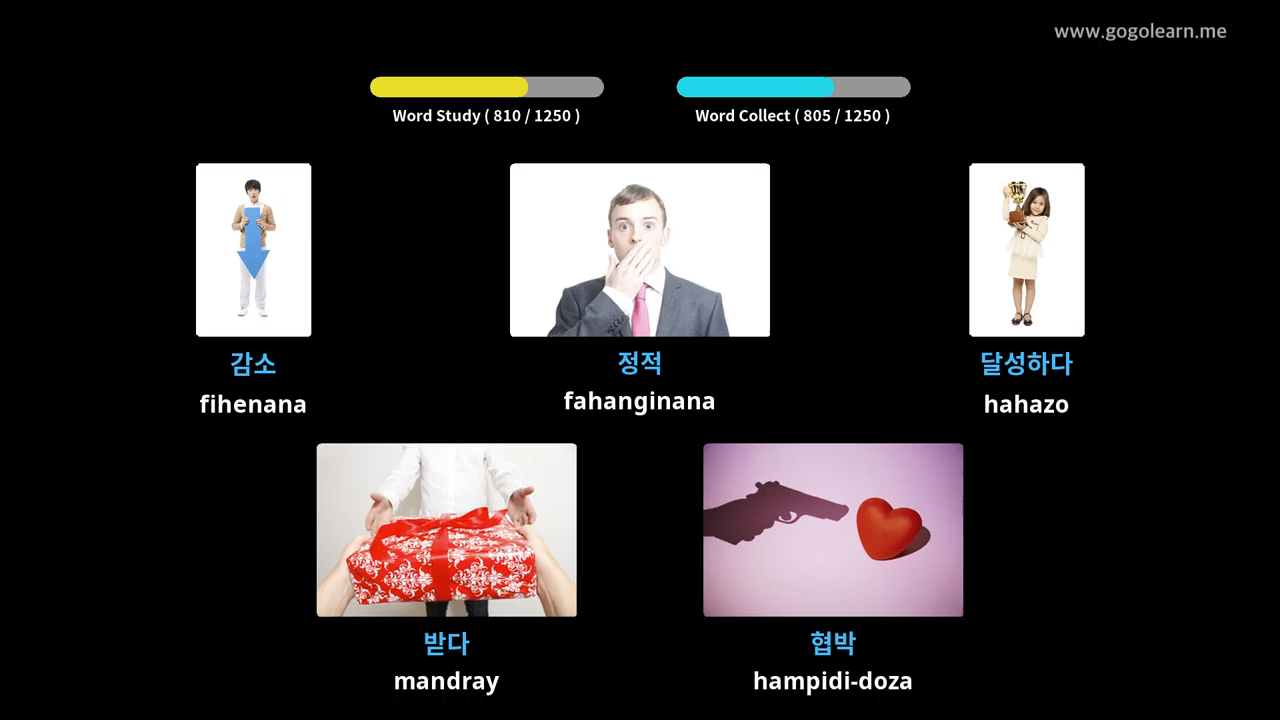 www.gogolearn.me
Word Study ( 810 / 1250 )
Word Collect ( 805 / 1250 )
감소
fihenana
정적
fahanginana
달성하다
hahazo
받다
mandray
협박
hampidi-doza